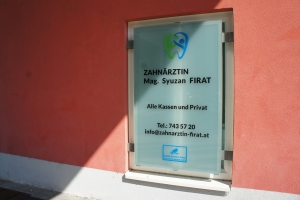 ZAHNÄRZTIN
Mag. Syuzan FIRAT
Alle Kassen und Privat
Tel.: 743 57 20
info@zahnarztin-firat.at